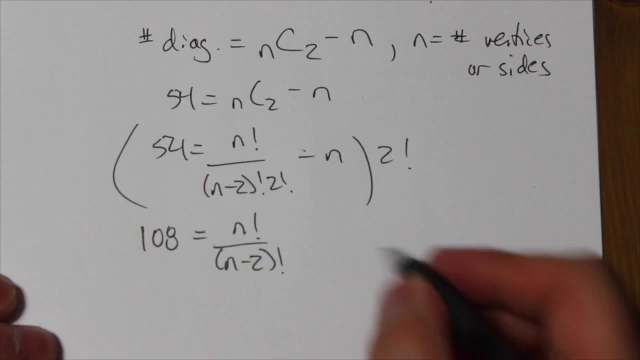 # diag. = nC2 - n, n = # vertices
or sides
54 = nC2 - n
(54 = n!/(n-2)!2! - n) 2!
108 = n!/(n-2)!